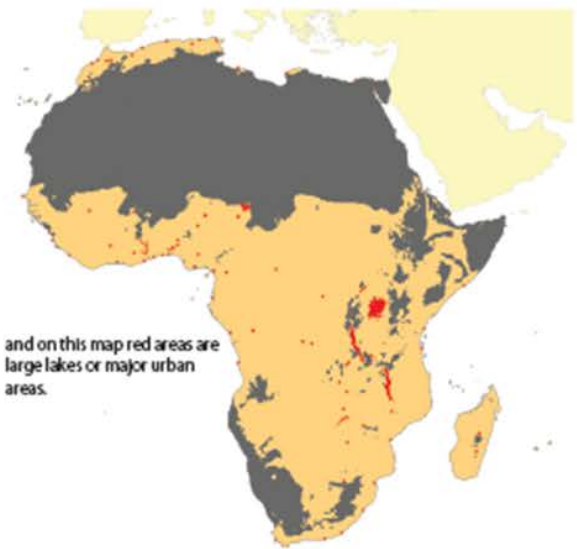 and on this map red areas are
large lakes or major urban
areas.